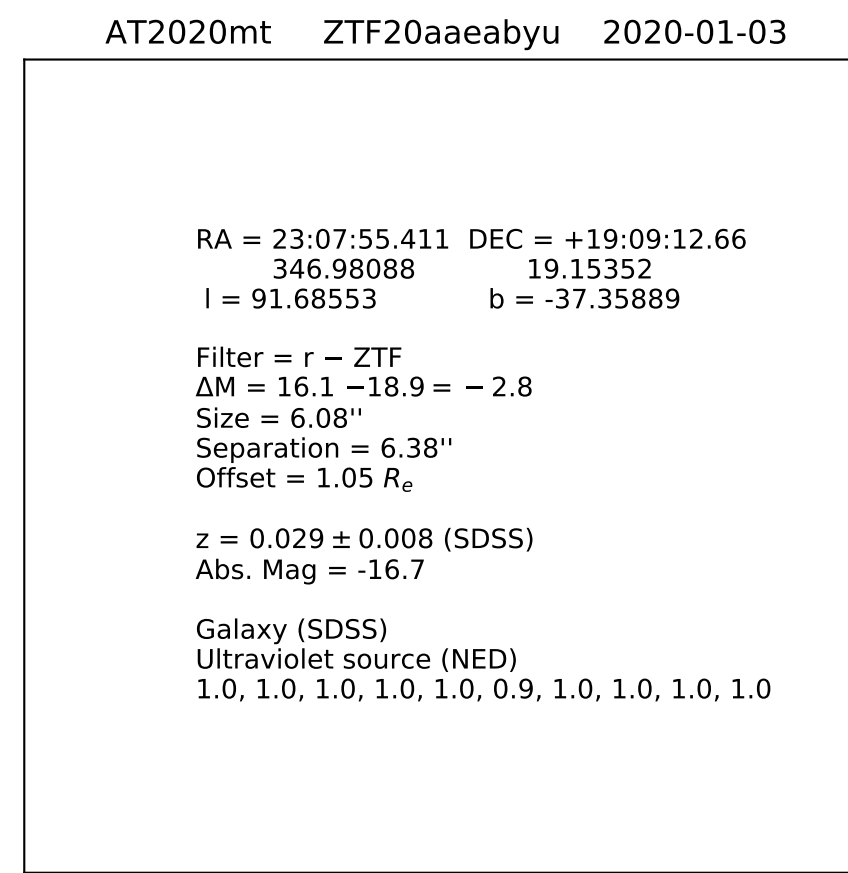 AT2020mt ZTF20aaeabyu 2020-01-03
RA = 23:07:55.411 DEC = +19:09:12.66
346.98088 19.15352
l = 91.68553 b = -37.35889
Filter = r − ZTF
ΔM = 16.1 −18.9 = − 2.8
Size = 6.08''
Separation = 6.38''
Offset = 1.05 Re
z = 0.029 ± 0.008 (SDSS)
Abs. Mag = -16.7
Galaxy (SDSS)
Ultraviolet source (NED)
1.0, 1.0, 1.0, 1.0, 1.0, 0.9, 1.0, 1.0, 1.0, 1.0